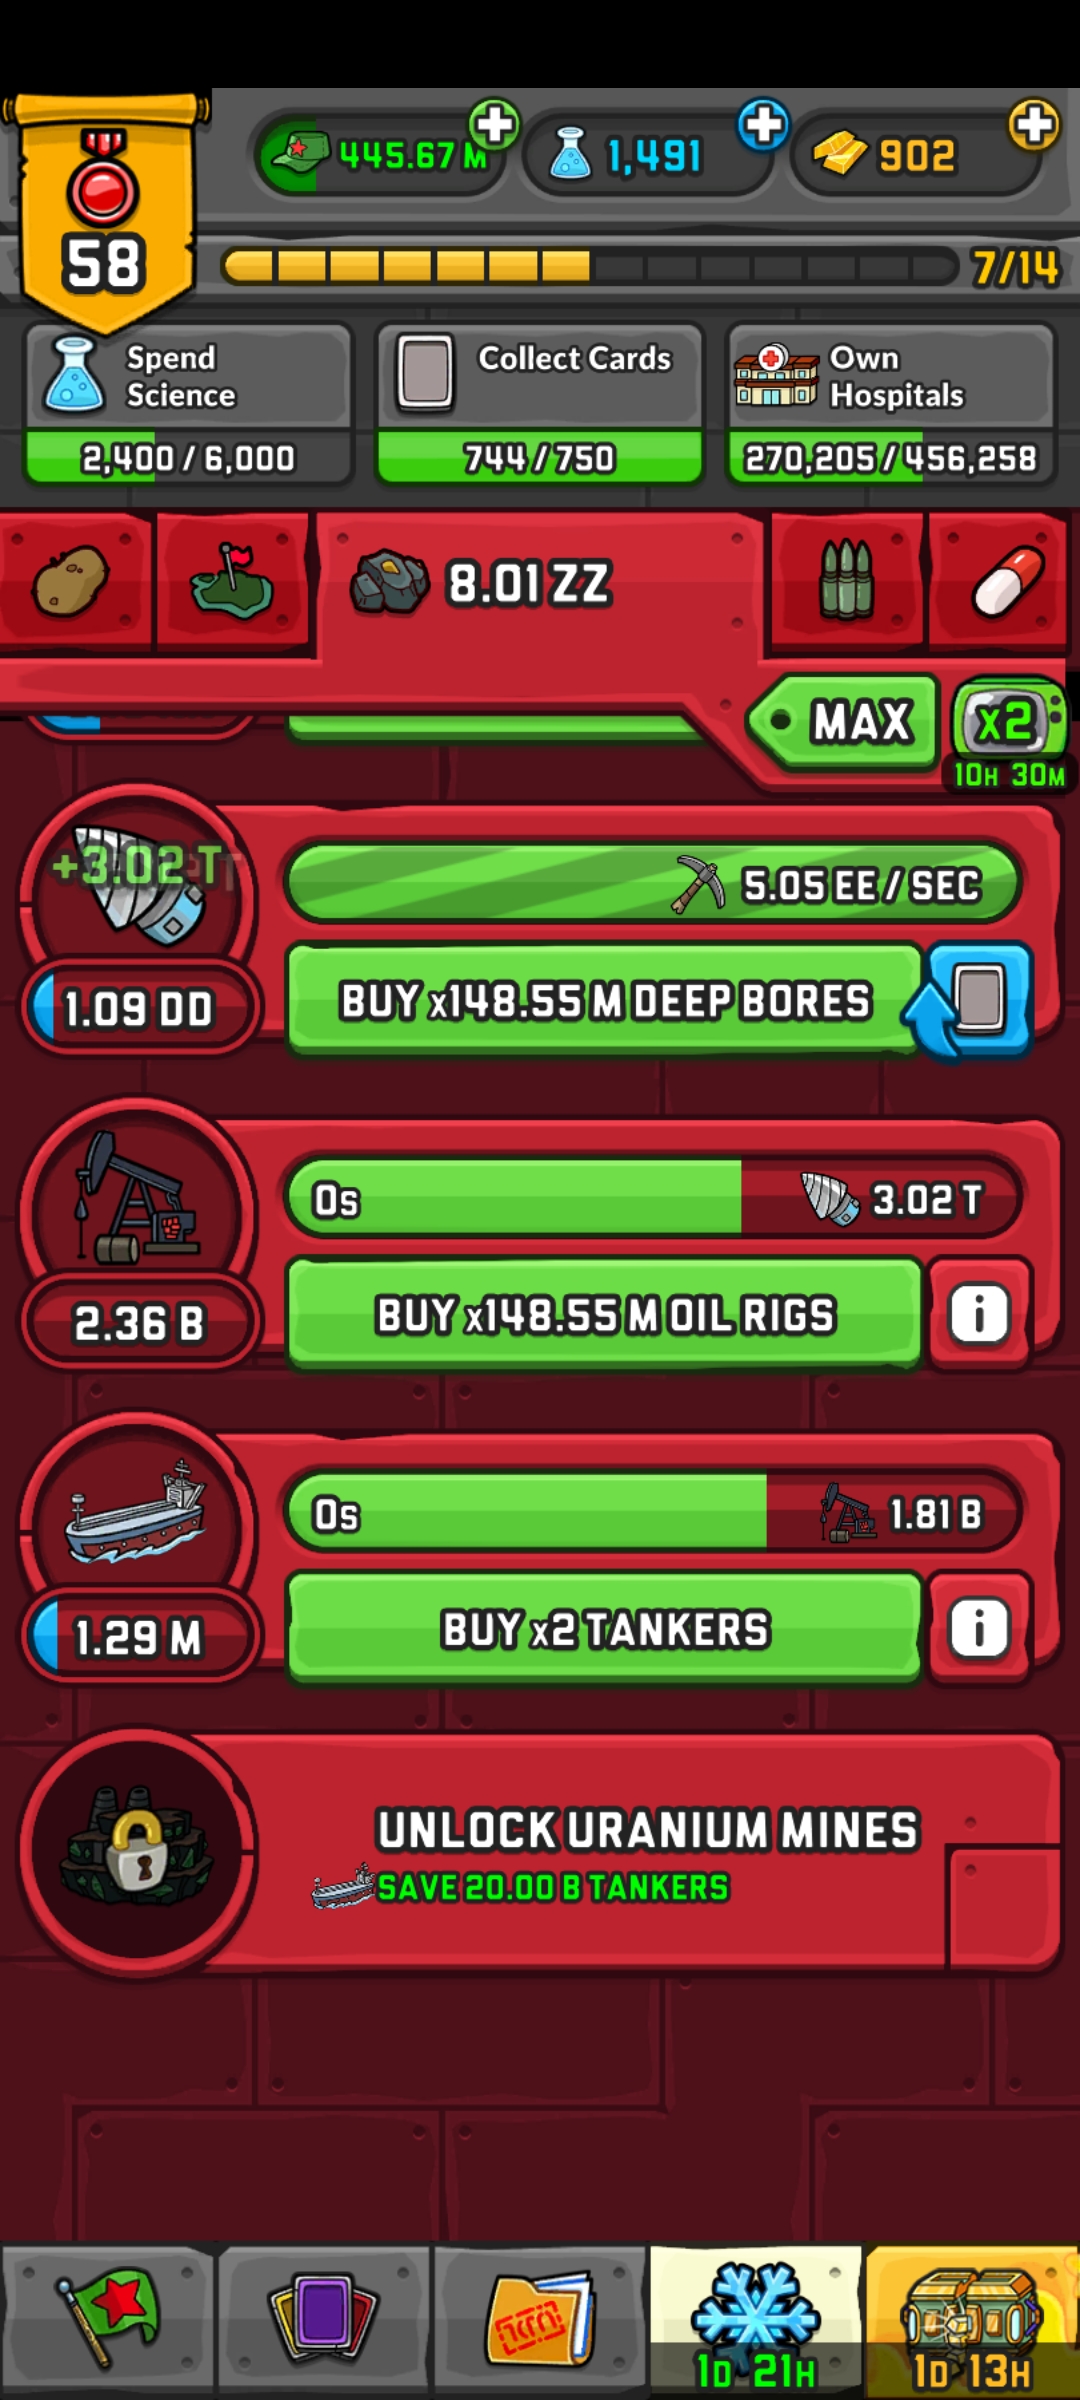 58
445.67 M
1,491
902
7/14
Spend
Science
2,400 / 6,000
Collect Cards
744 / 750
Own
Hospitals
270,205 / 456,258
8.01 ZZ
MAX
x2
10H 30M
+3.02 T
5.05 EE / SEC
1.09 DD
BUY x148.55 M DEEP BORES
0s
3.02 T
2.36 B
BUY x148.55 M OIL RIGS
i
0s
1.81 B
1.29 M
BUY x2 TANKERS
i
UNLOCK URANIUM MINES
SAVE 20.00 B TANKERS
1D 21H
1D 13H